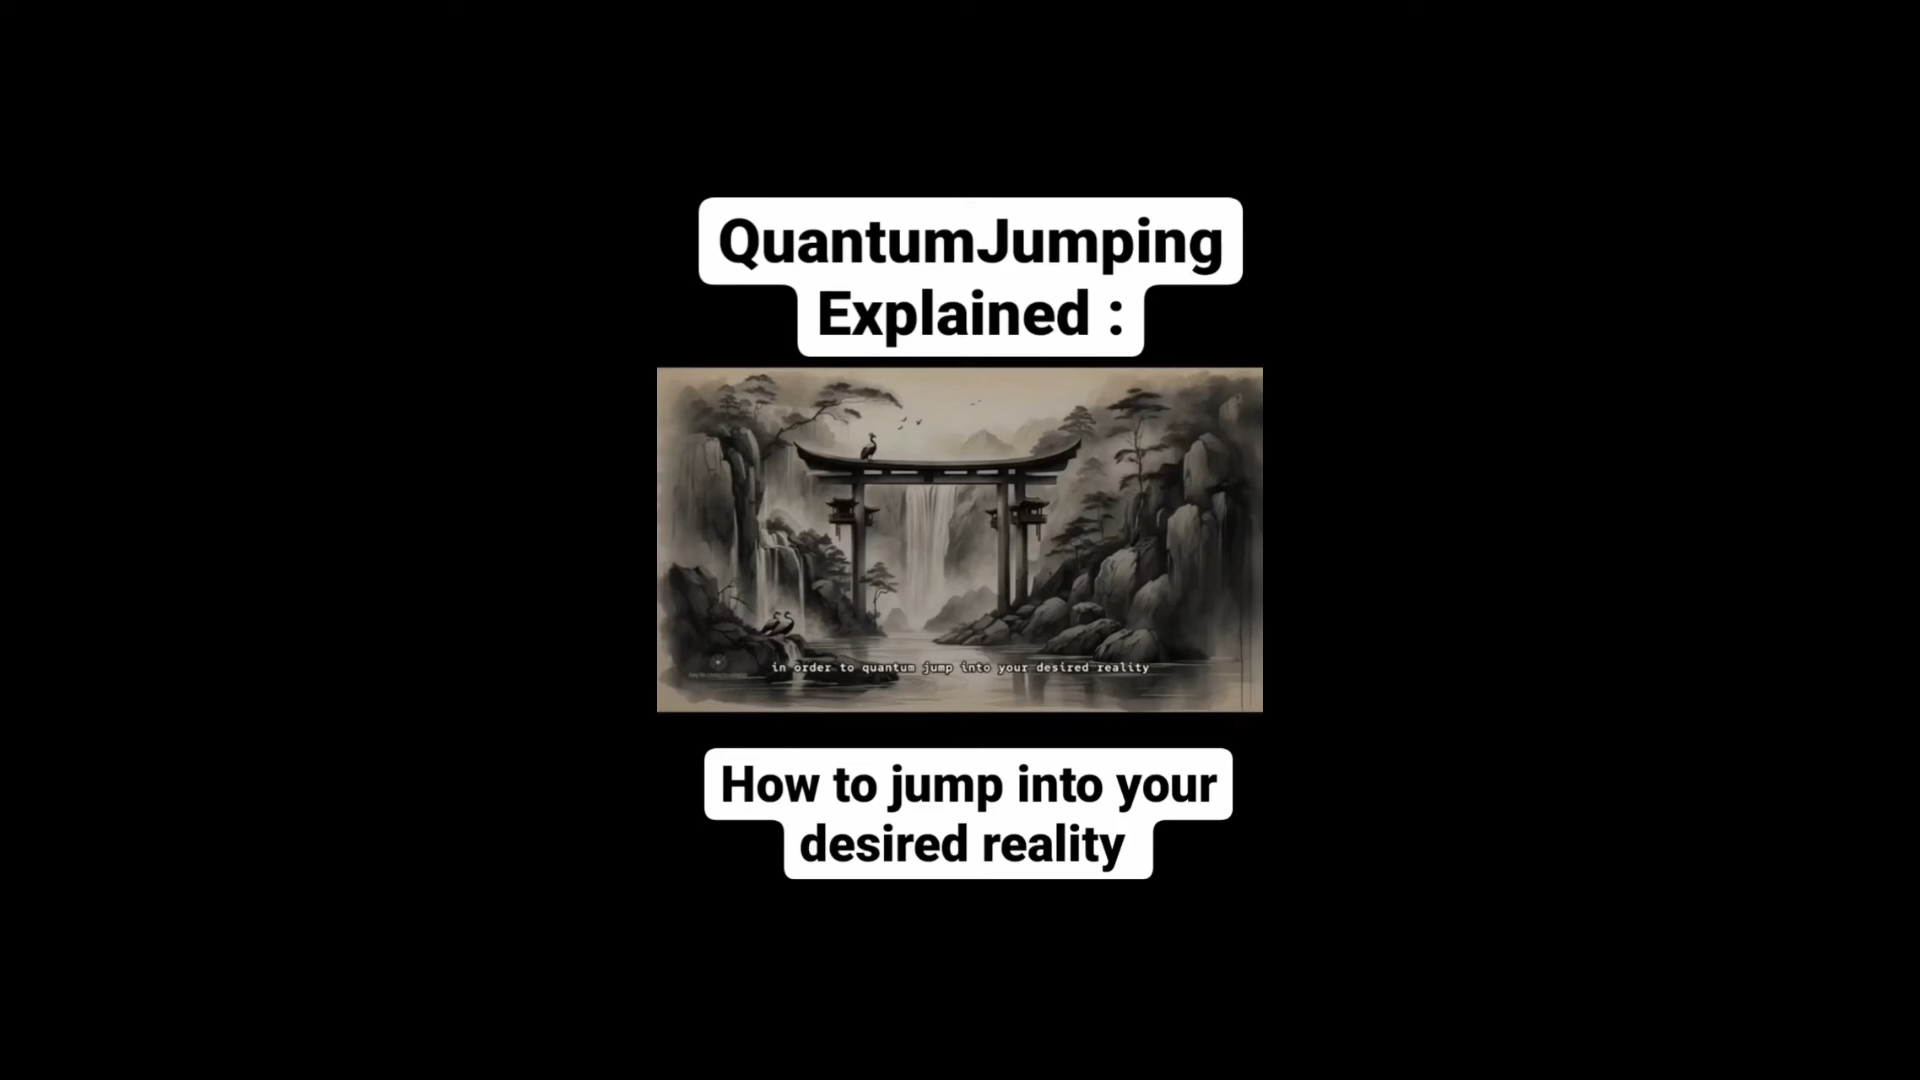 QuantumJumping
Explained :
in order to quantum jump into your desired reality
How to jump into your
desired reality